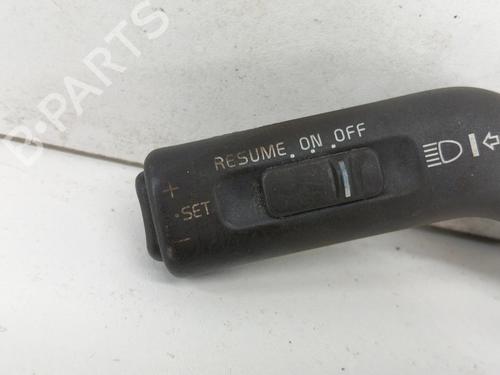 B-PARTS
RESUME . ON . OFF
+
·SET
-